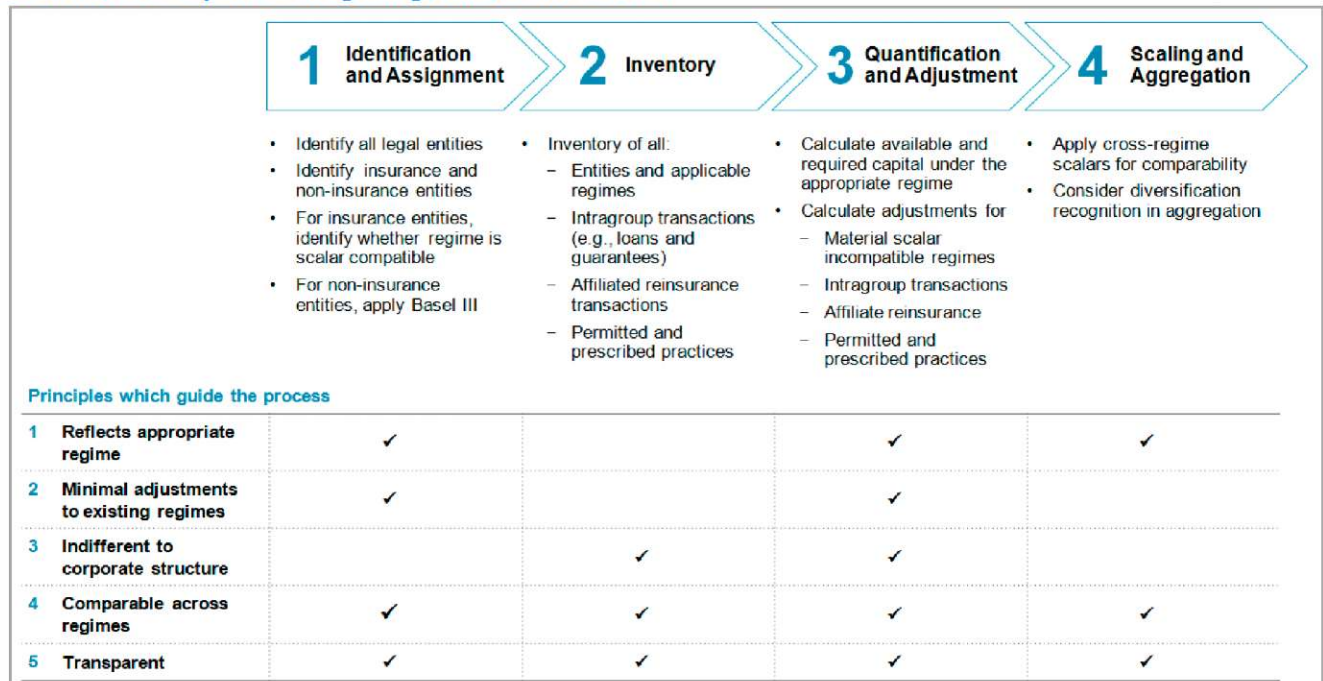 1 Identification and Assignment
2 Inventory
3 Quantification and Adjustment
4 Scaling and Aggregation
• Identify all legal entities
• Identify insurance and
non-insurance entities
• For insurance entities,
identify whether regime is
scalar compatible
• For non-insurance
entities, apply Basel III
• Inventory of all:
– Entities and applicable
regimes
– Intragroup transactions
(e.g., loans and
guarantees)
– Affiliated reinsurance
transactions
– Permitted and
prescribed practices
• Calculate available and
required capital under the
appropriate regime
• Calculate adjustments for
– Material scalar
incompatible regimes
– Intragroup transactions
– Affiliate reinsurance
– Permitted and
prescribed practices
• Apply cross-regime
scalars for comparability
• Consider diversification
recognition in aggregation
Principles which guide the process
1 Reflects appropriate
regime
✓ ✓ ✓
2 Minimal adjustments
to existing regimes
✓ ✓
3 Indifferent to
corporate structure
✓ ✓
4 Comparable across
regimes
✓ ✓ ✓ ✓
5 Transparent ✓ ✓ ✓ ✓